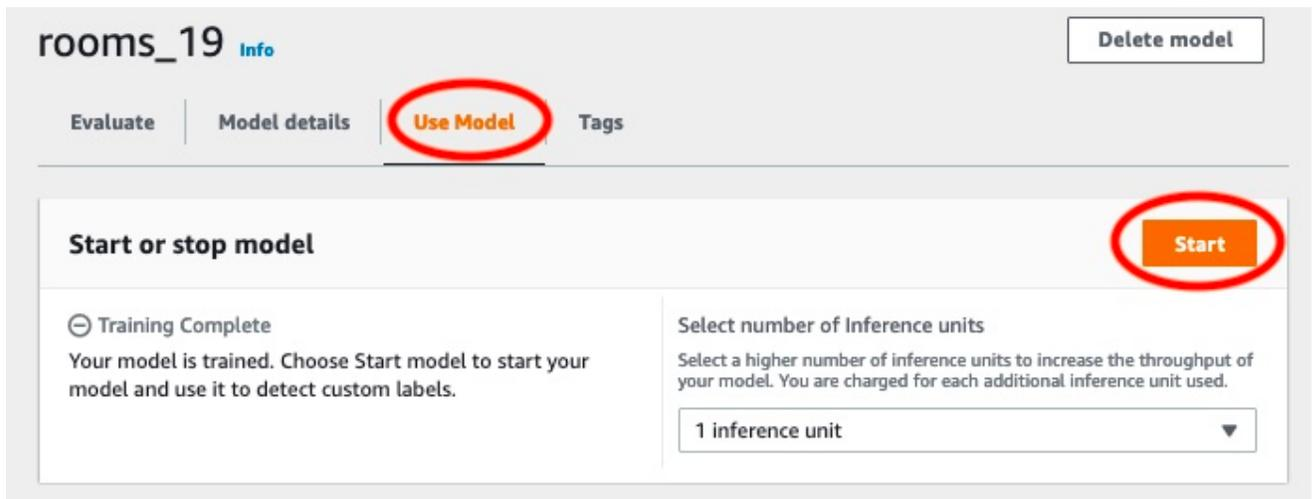 rooms_19 Info
Delete model
Evaluate
Model details
Use Model
Tags
Start or stop model
Start
Training Complete
Your model is trained. Choose Start model to start your
model and use it to detect custom labels.
Select number of Inference units
Select a higher number of inference units to increase the throughput of
your model. You are charged for each additional inference unit used.
1 inference unit